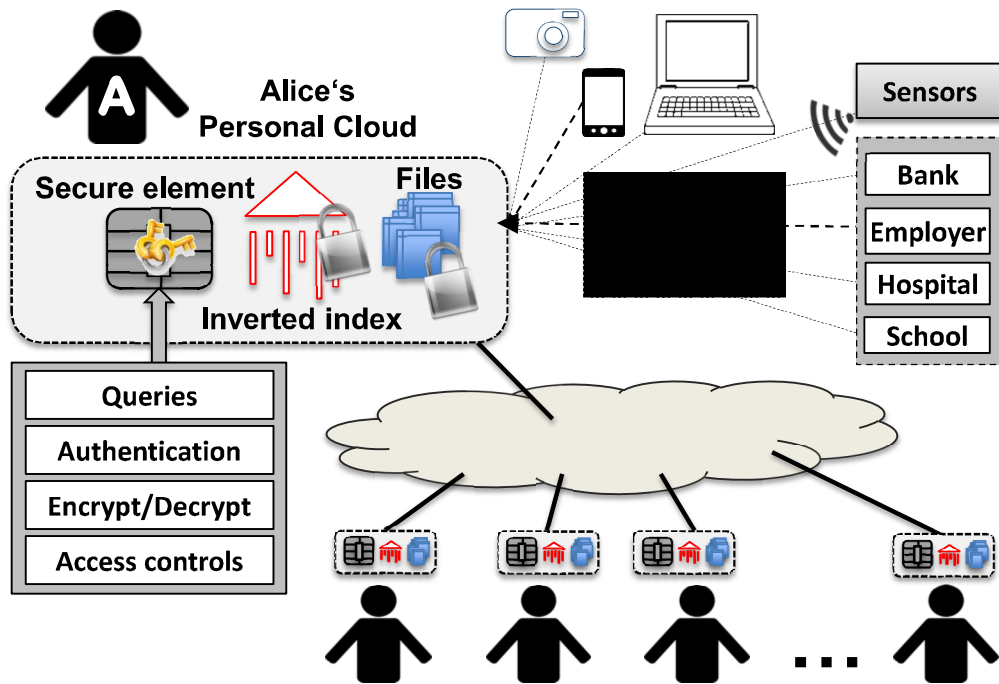 A
Alice‘s
Personal Cloud
Sensors
Secure element
Files
Inverted index
Bank
Employer
Hospital
School
Queries
Authentication
Encrypt/Decrypt
Access controls
...